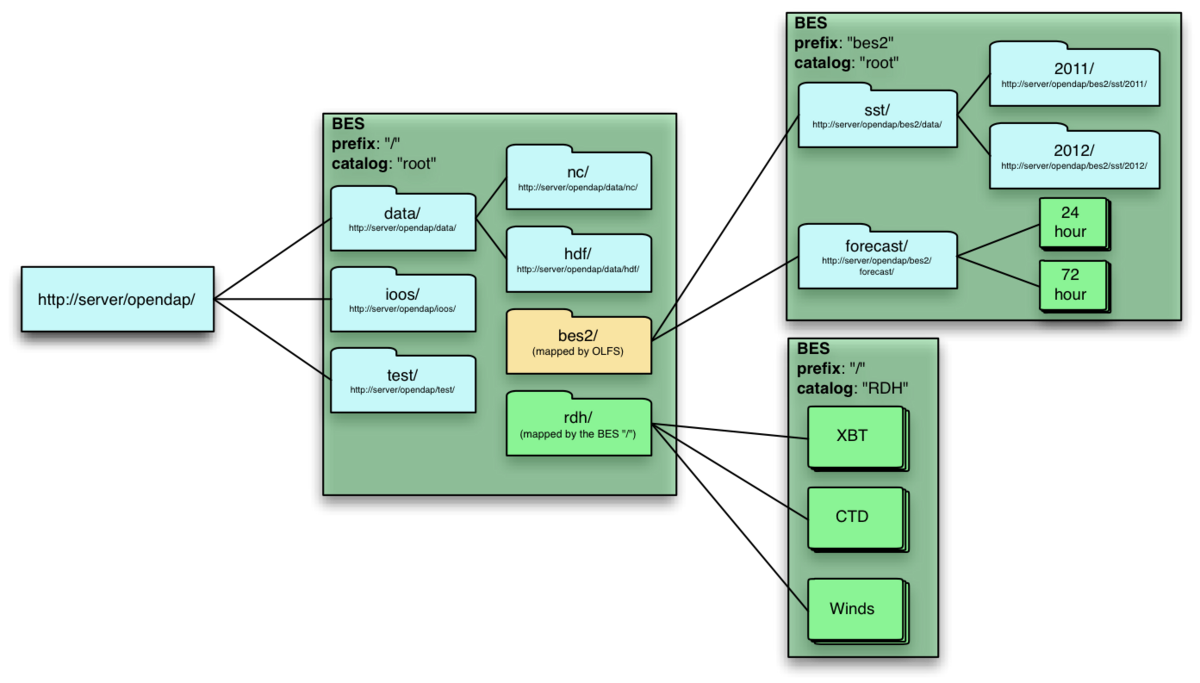 http://server/opendap/
BES
prefix: "/"
catalog: "root"
data/
http://server/opendap/data/
ioos/
http://server/opendap/ioos/
test/
http://server/opendap/test/
nc/
http://server/opendap/data/nc/
hdf/
http://server/opendap/data/hdf/
bes2/
(mapped by OLFS)
rdh/
(mapped by the BES "/")
BES
prefix: "bes2"
catalog: "root"
sst/
http://server/opendap/bes2/data/
2011/
http://server/opendap/bes2/sst/2011/
2012/
http://server/opendap/bes2/sst/2012/
forecast/
http://server/opendap/bes2/
forecast/
24
hour
72
hour
BES
prefix: "/"
catalog: "RDH"
XBT
CTD
Winds